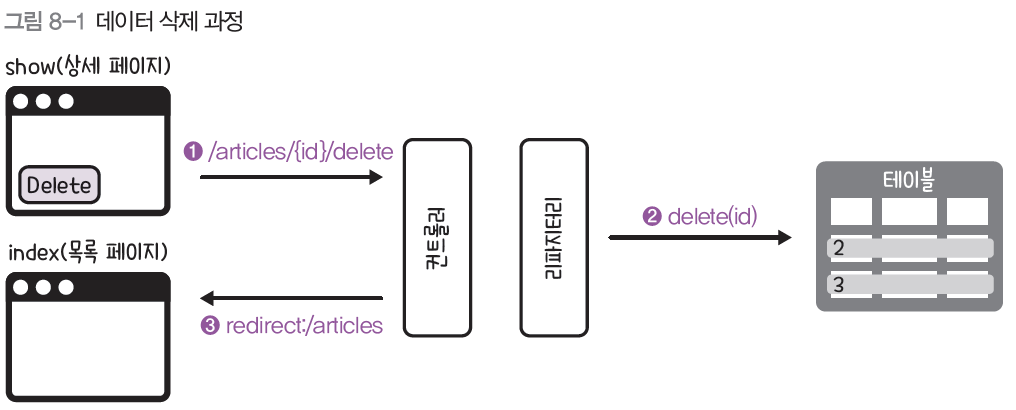 그림 8-1 데이터 삭제 과정
show(상세 페이지)
Delete
❶ /articles/{id}/delete
컨트롤러
리파지터리
❷ delete(id)
테이블
2
3
index(목록 페이지)
❸ redirect:/articles